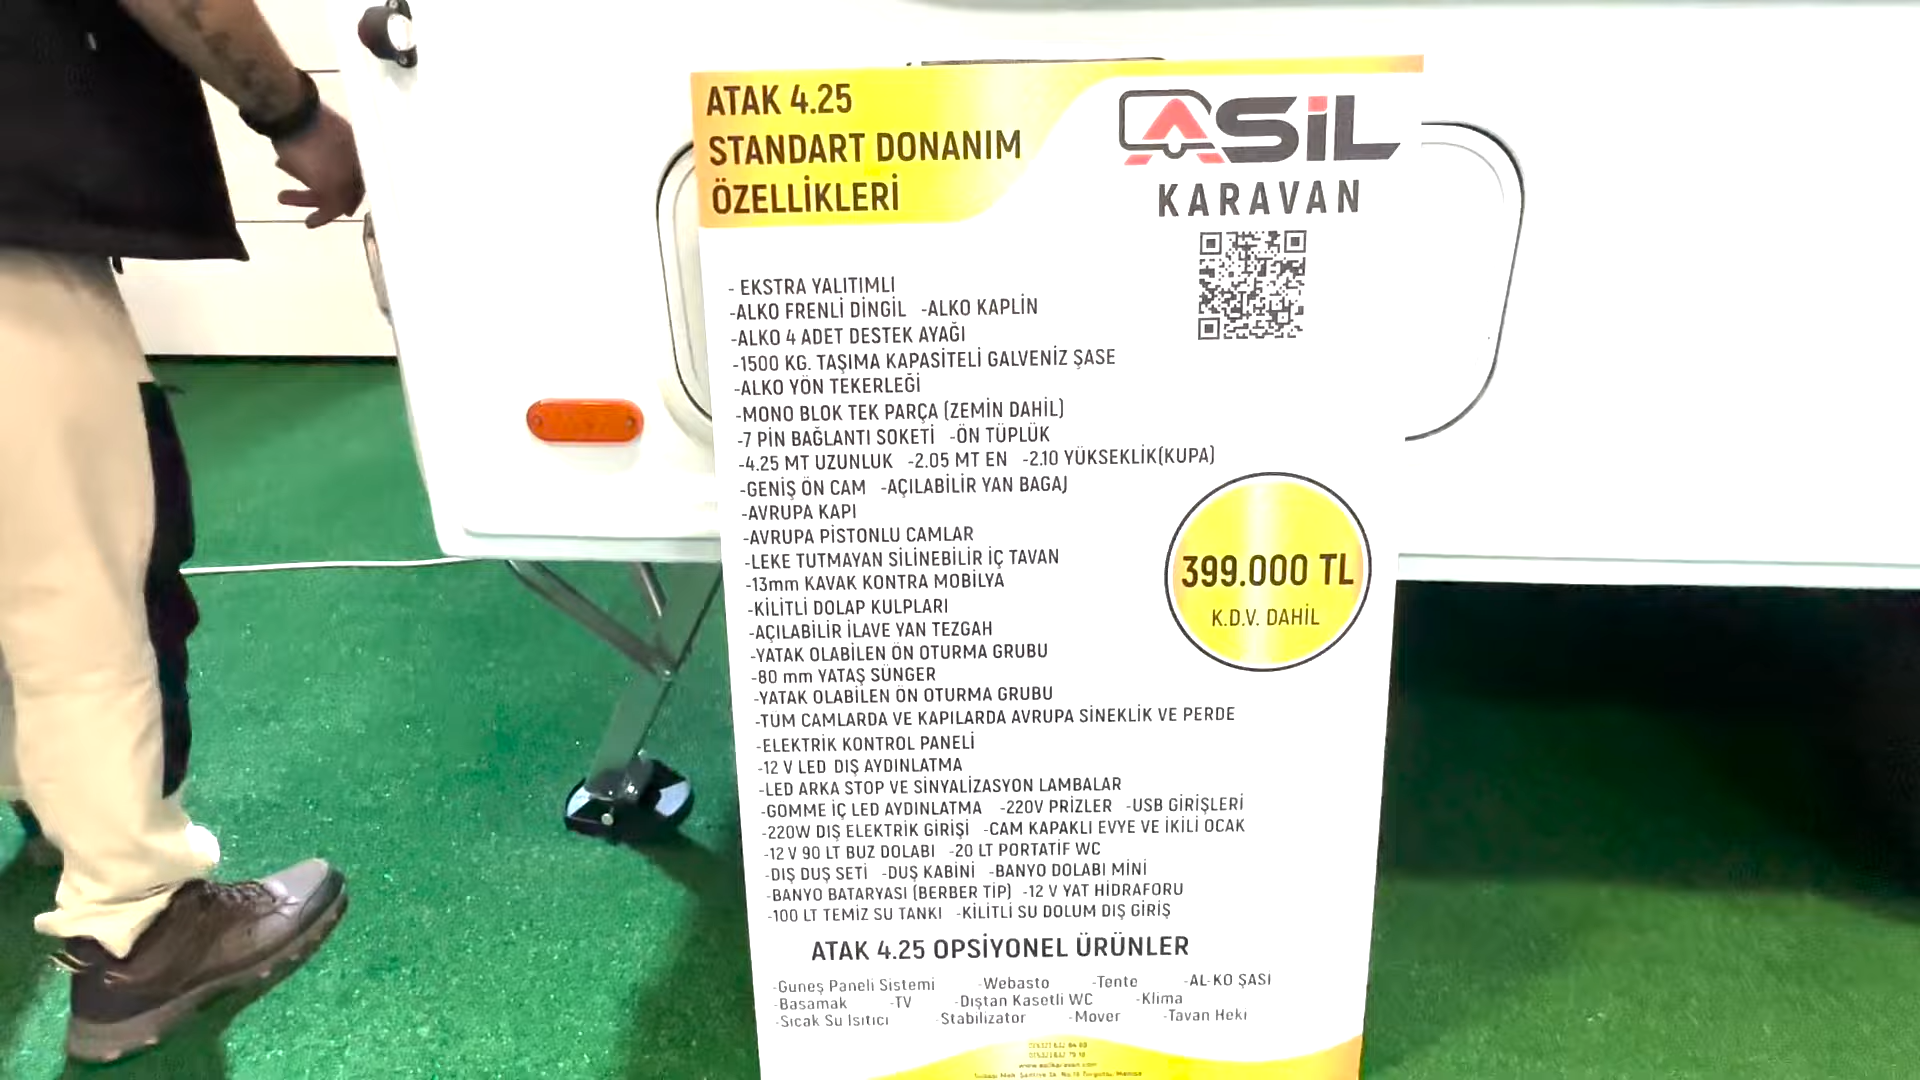 ATAK 4.25
STANDART DONANIM
ÖZELLİKLERİ
ASİL
KARAVAN
- EKSTRA YALITIMLI
-ALKO FRENLİ DİNGİL -ALKO KAPLİN
-ALKO 4 ADET DESTEK AYAĞI
-1500 KG. TAŞIMA KAPASİTELİ GALVENİZ ŞASE
-ALKO YÖN TEKERLEĞİ
-MONO BLOK TEK PARÇA (ZEMİN DAHİL)
-7 PİN BAĞLANTI SOKETİ -ÖN TÜPLÜK
-4.25 MT UZUNLUK -2.05 MT EN -2.10 YÜKSEKLİK(KUPA)
-GENİŞ ÖN CAM -AÇILABİLİR YAN BAGAJ
-AVRUPA KAPI
-AVRUPA PİSTONLU CAMLAR
-LEKE TUTMAYAN SİLİNEBİLİR İÇ TAVAN
-13mm KAVAK KONTRA MOBİLYA
-KİLİTLİ DOLAP KULPLARI
-AÇILABİLİR İLAVE YAN TEZGAH
-YATAK OLABİLEN ÖN OTURMA GRUBU
-80 mm YATAŞ SÜNGER
-YATAK OLABİLEN ÖN OTURMA GRUBU
-TÜM CAMLARDA VE KAPILARDA AVRUPA SİNEKLİK VE PERDE
-ELEKTRİK KONTROL PANELİ
-12 V LED DIŞ AYDINLATMA
-LED ARKA STOP VE SİNYALİZASYON LAMBALAR
-GOMME İÇ LED AYDINLATMA -220V PRİZLER -USB GİRİŞLERİ
-220W DIŞ ELEKTRİK GİRİŞİ -CAM KAPAKLI EVYE VE İKİLİ OCAK
-12 V 90 LT BUZ DOLABI -20 LT PORTATİF WC
-DIŞ DUŞ SETİ -DUŞ KABİNİ -BANYO DOLABI MİNİ
-BANYO BATARYASI (BERBER TİP) -12 V YAT HİDRAFORU
-100 LT TEMİZ SU TANKI -KİLİTLİ SU DOLUM DIŞ GİRİŞ
399.000 TL
K.D.V. DAHİL
ATAK 4.25 OPSİYONEL ÜRÜNLER
-Guneş Paneli Sistemi -Webasto -Tente -AL-KO ŞASİ
-Basamak -TV -Dıştan Kasetli WC -Klima
-Sıcak Su Isıtıcı -Stabilizator -Mover -Tavan Heki
www.asilkaravan.com